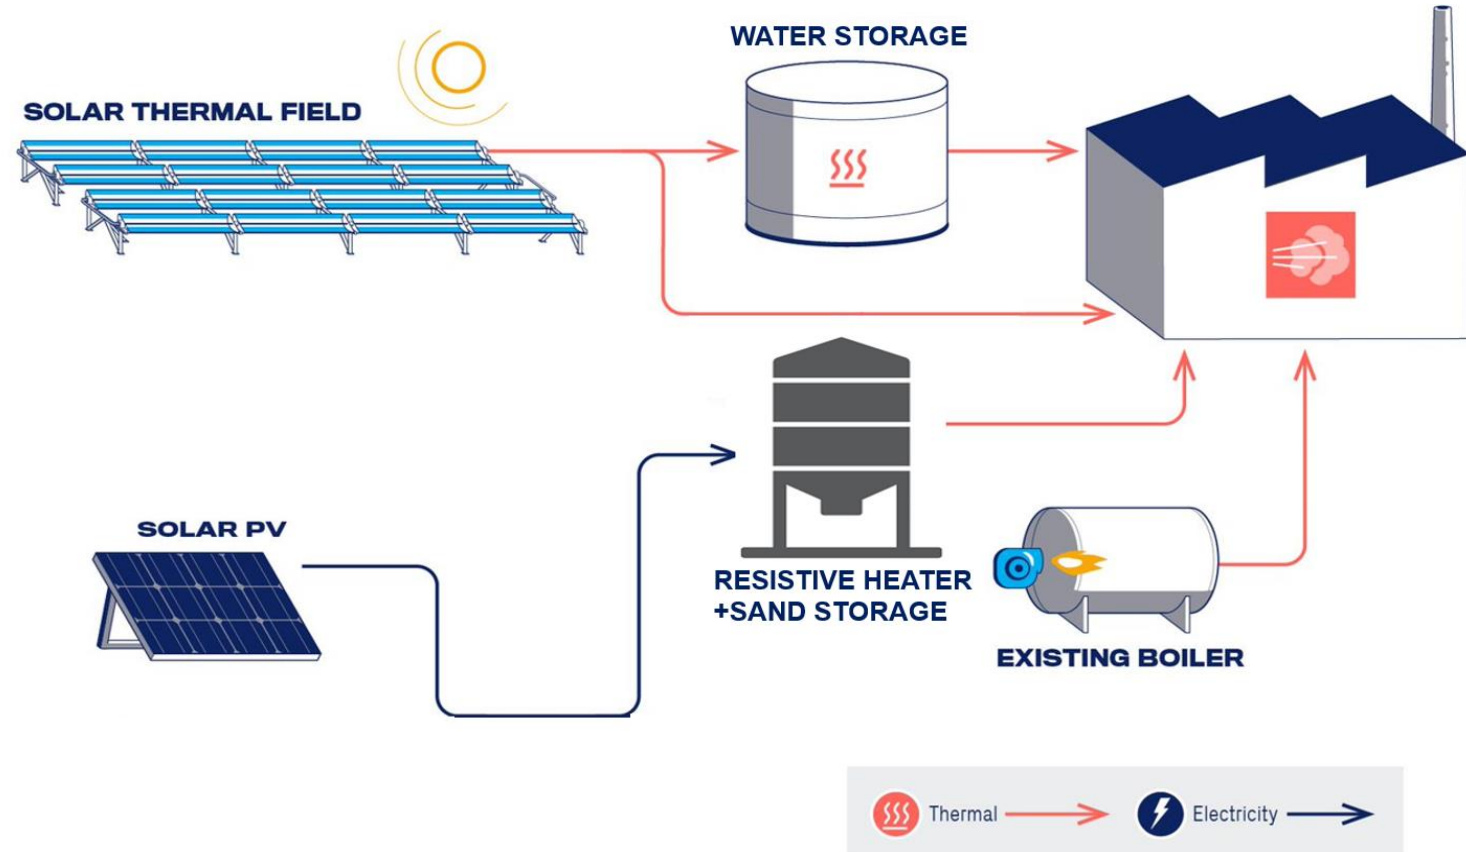 WATER STORAGE
SOLAR THERMAL FIELD
SOLAR PV
RESISTIVE HEATER
+SAND STORAGE
EXISTING BOILER
Thermal
Electricity